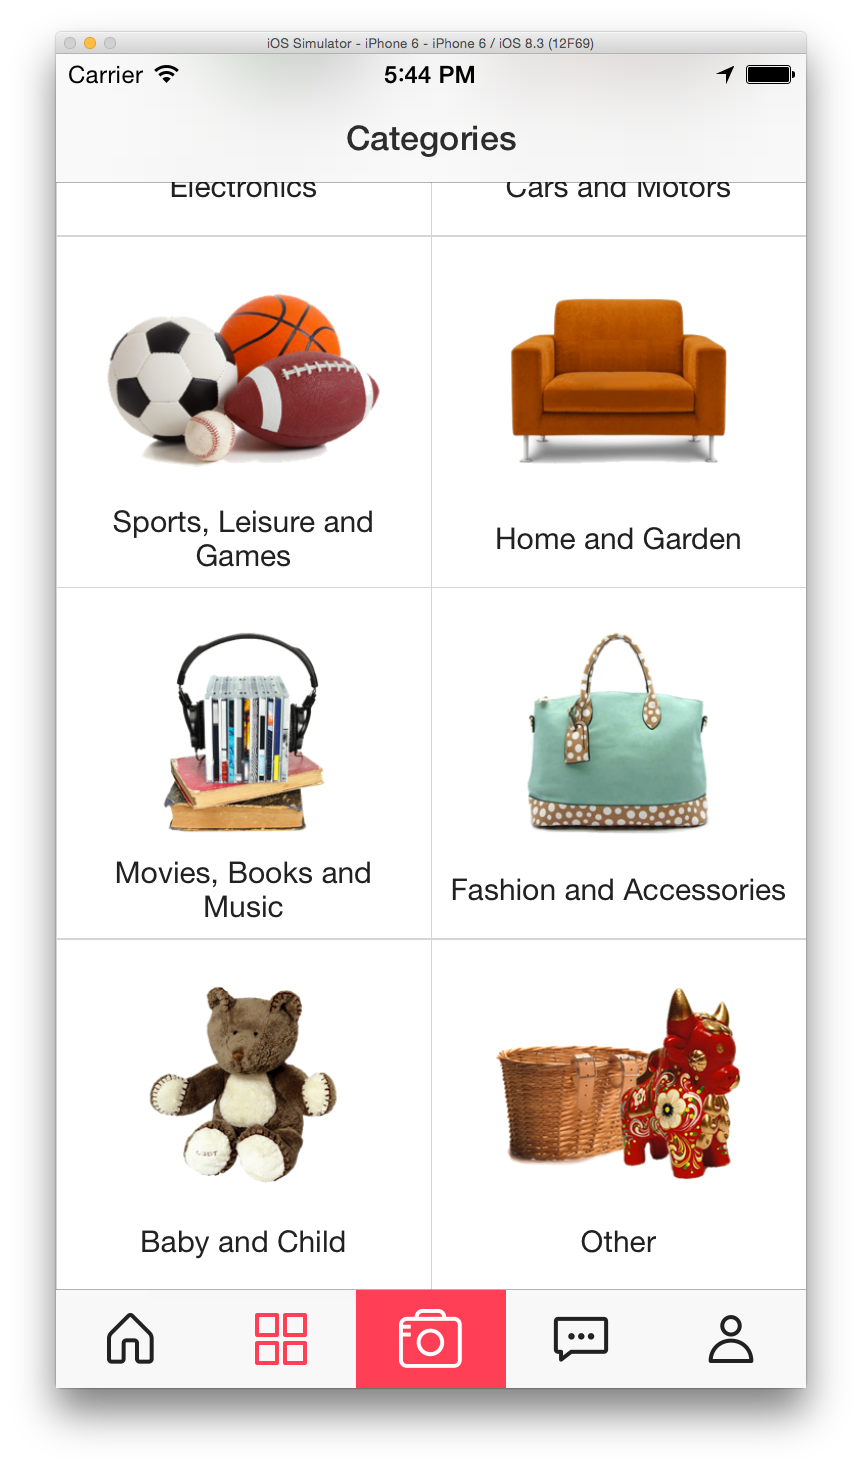 iOS Simulator - iPhone 6 - iPhone 6 / iOS 8.3 (12F69)
Carrier 5:44 PM
Categories
Electronics Cars and Motors
Sports, Leisure and
Games
Home and Garden
Movies, Books and
Music
Fashion and Accessories
Baby and Child
Other